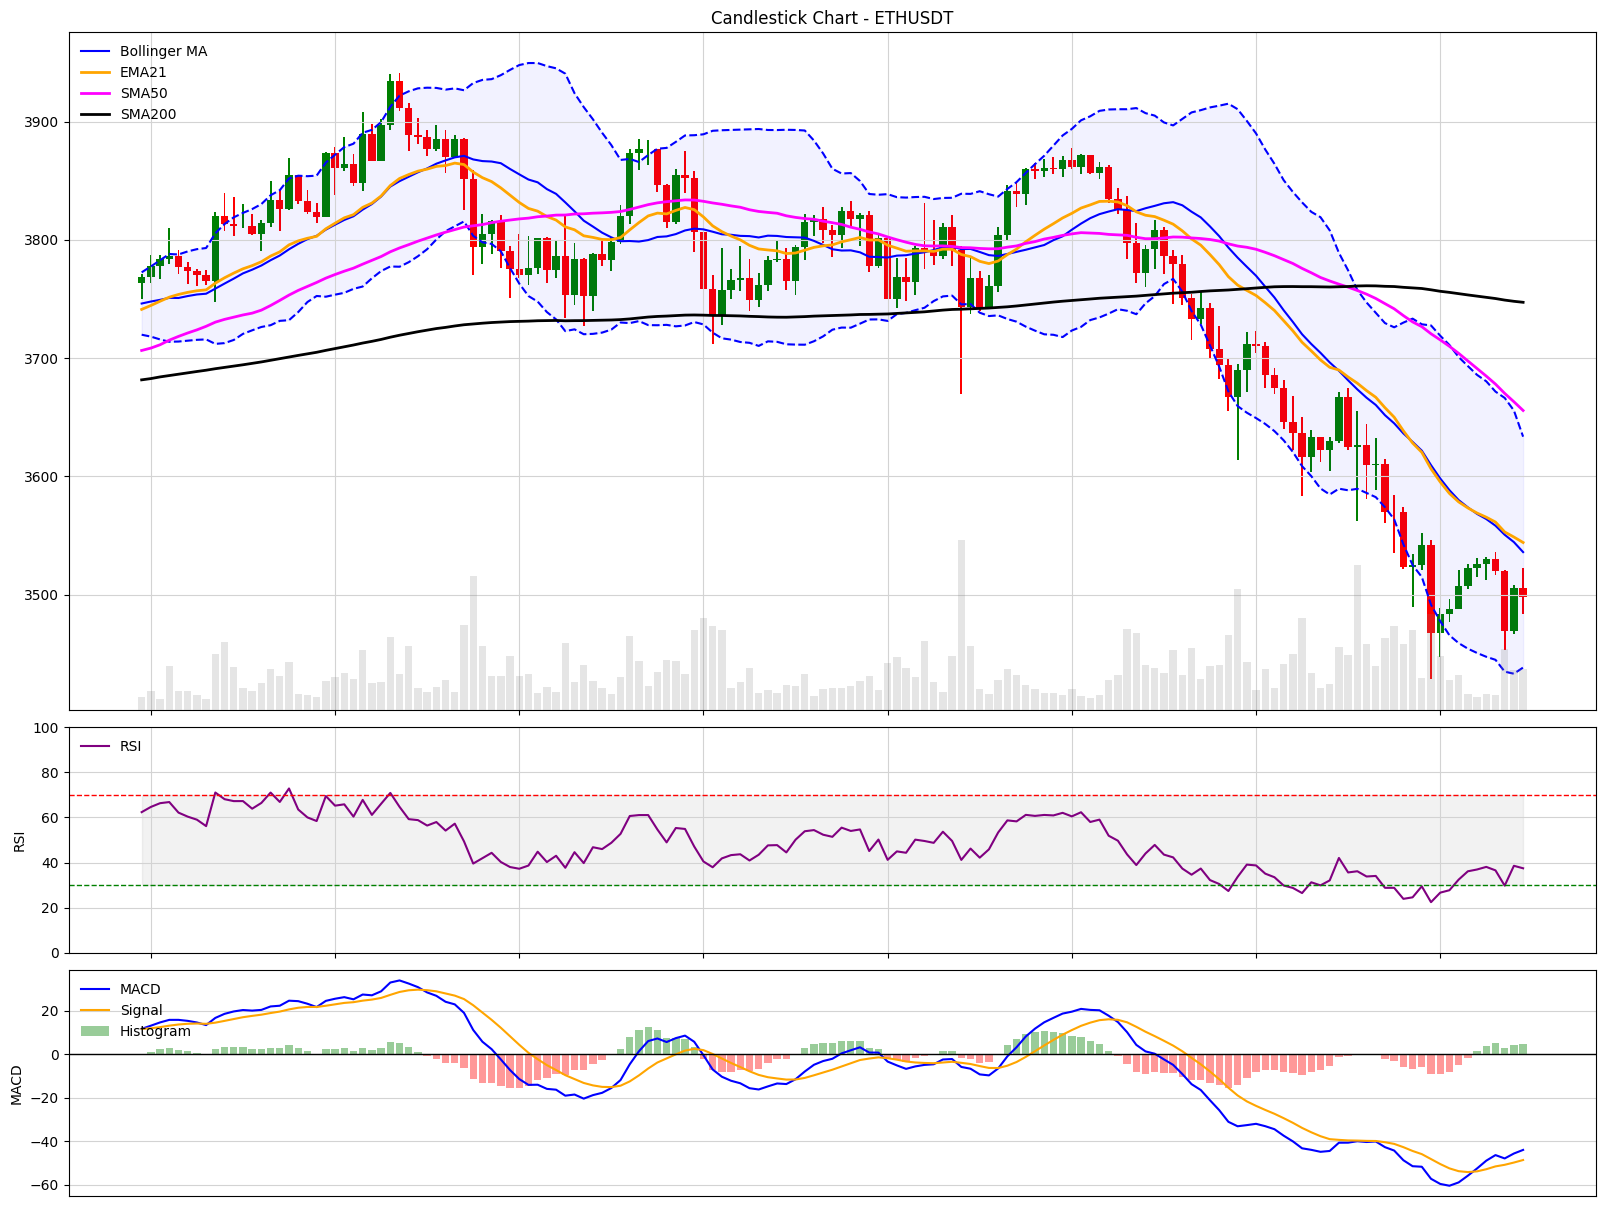 Candlestick Chart - ETHUSDT
Bollinger MA
EMA21
SMA50
SMA200
3900
3800
3700
3600
3500
RSI
100
80
60
40
20
0
RSI
MACD
Signal
Histogram
20
0
−20
−40
−60
MACD